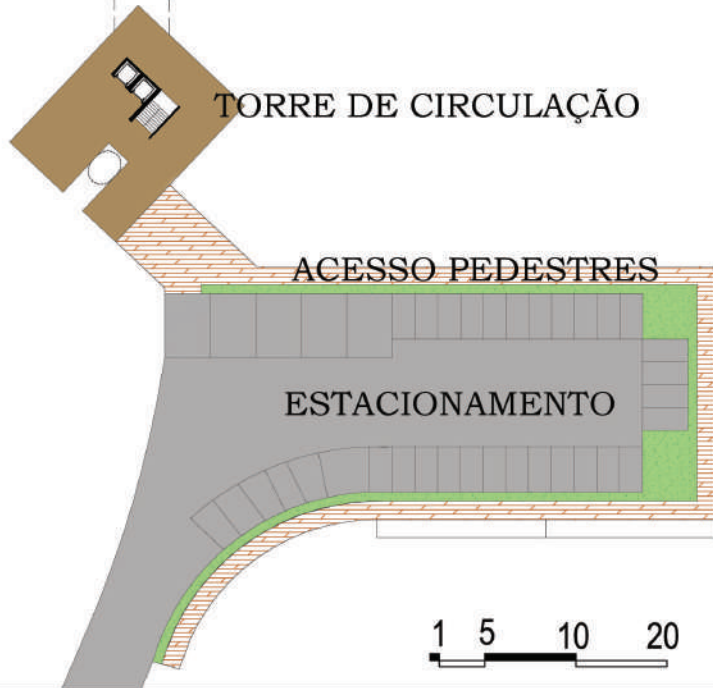 TORRE DE CIRCULAÇÃO
ACESSO PEDESTRES
ESTACIONAMENTO
1 5 10 20